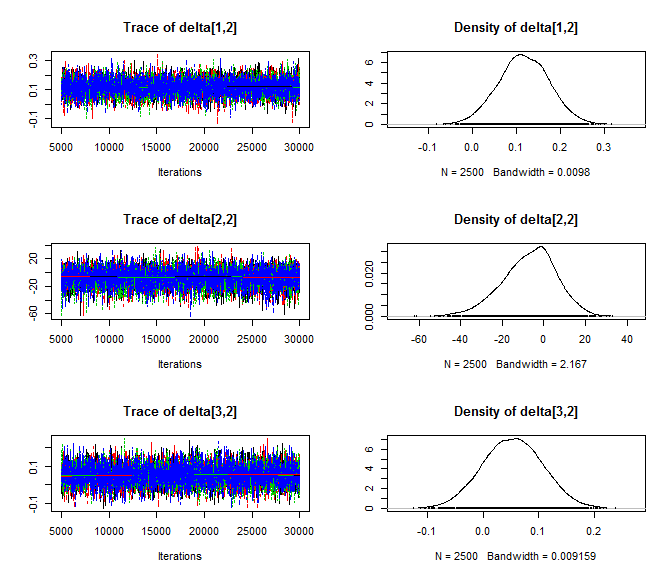 Trace of delta[1,2]
-0.1 0.1 0.3
5000 10000 15000 20000 25000 30000
Iterations
Density of delta[1,2]
0 2 4 6
-0.1 0.0 0.1 0.2 0.3
N = 2500 Bandwidth = 0.0098
Trace of delta[2,2]
-60 -20 20
5000 10000 15000 20000 25000 30000
Iterations
Density of delta[2,2]
0.000 0.020
-60 -40 -20 0 20 40
N = 2500 Bandwidth = 2.167
Trace of delta[3,2]
-0.1 0.1
5000 10000 15000 20000 25000 30000
Iterations
Density of delta[3,2]
0 2 4 6
-0.1 0.0 0.1 0.2
N = 2500 Bandwidth = 0.009159